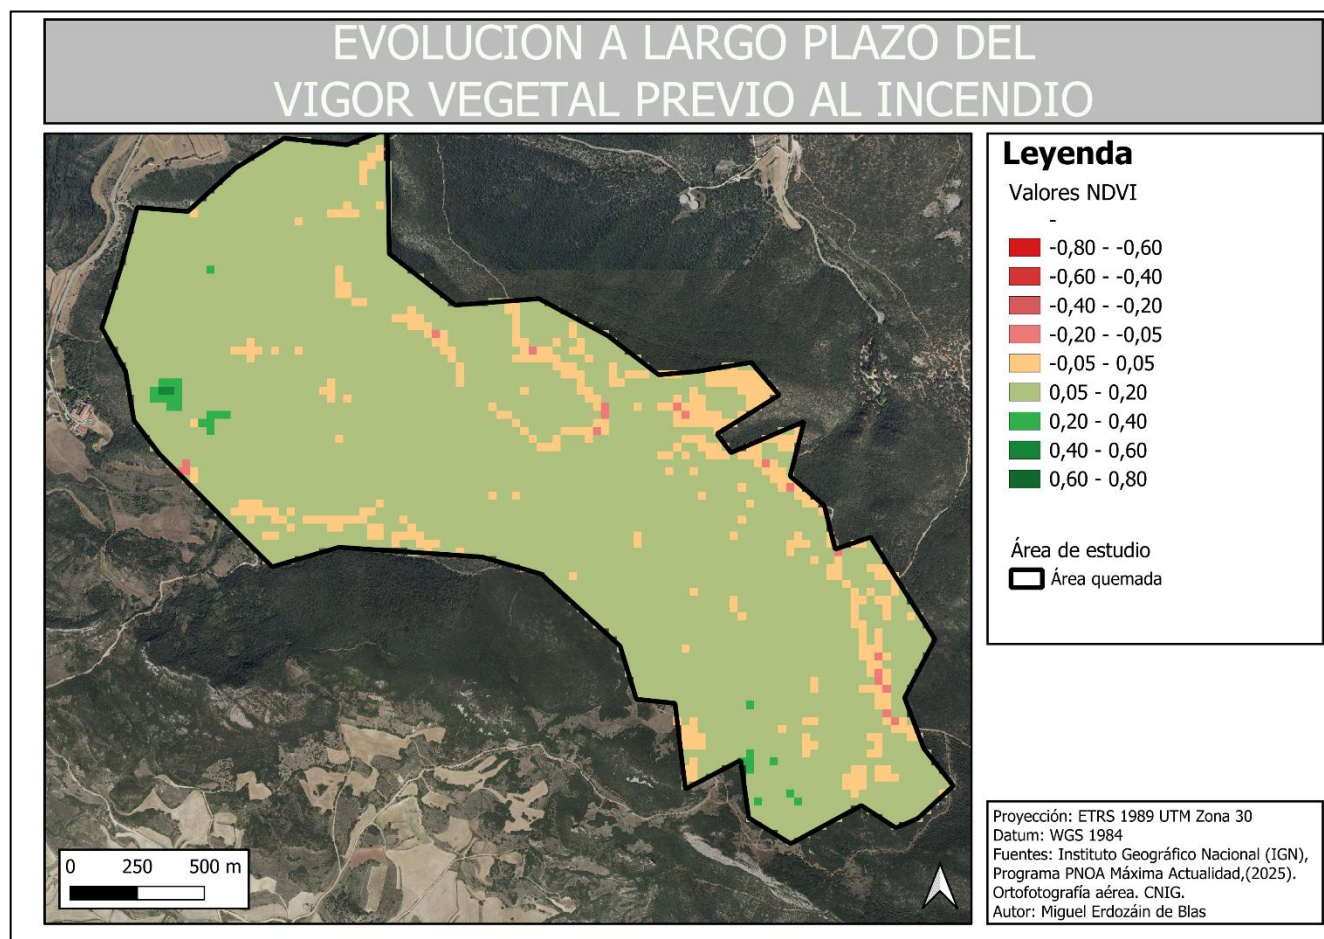 EVOLUCION A LARGO PLAZO DEL
VIGOR VEGETAL PREVIO AL INCENDIO
Leyenda
Valores NDVI
-
-0,80 - -0,60
-0,60 - -0,40
-0,40 - -0,20
-0,20 - -0,05
-0,05 - 0,05
0,05 - 0,20
0,20 - 0,40
0,40 - 0,60
0,60 - 0,80
Área de estudio
Área quemada
0 250 500 m
Proyección: ETRS 1989 UTM Zona 30
Datum: WGS 1984
Fuentes: Instituto Geográfico Nacional (IGN),
Programa PNOA Máxima Actualidad,(2025).
Ortofotografía aérea. CNIG.
Autor: Miguel Erdozáin de Blas